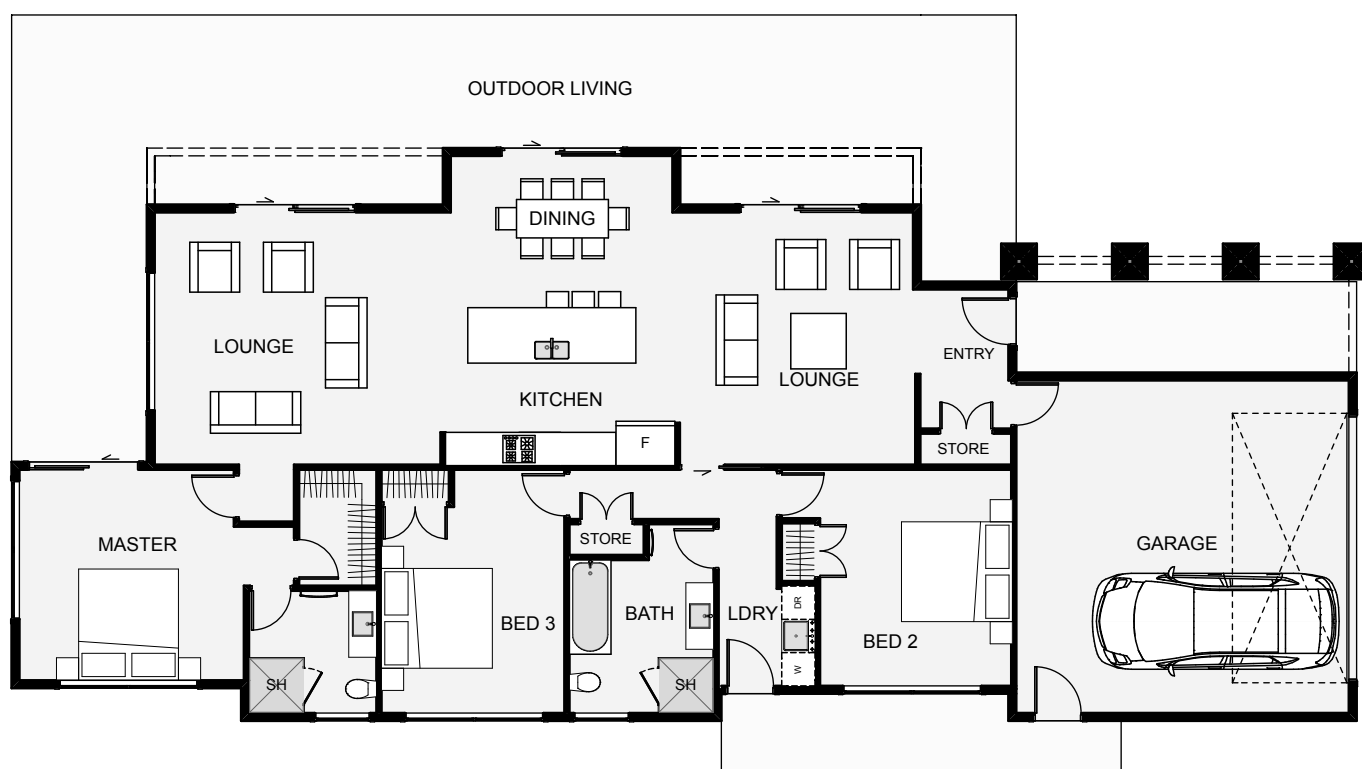 OUTDOOR LIVING
DINING
LOUNGE
ENTRY
LOUNGE
KITCHEN
F
STORE
STORE
MASTER
GARAGE
DR
BATH
LDRY
BED 3
BED 2
W
SH
SH